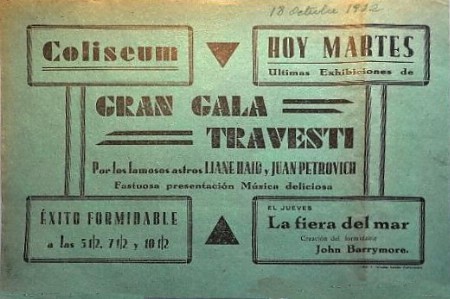 18 Octubre 1932
Coliseum
HOY MARTES
Ultimas Exhibiciones de
GRAN GALA
TRAVESTI
Por los famosos astros LIANE HAID y JUAN PETROVICH
Fastuosa presentación Múzica deliciosa
ÉXITO FORMIDABLE
a las 5 1|2, 7 1|2 y 10 1|2
EL JUEVES
La fiera del mar
Creación del formidable
John Barrymore.